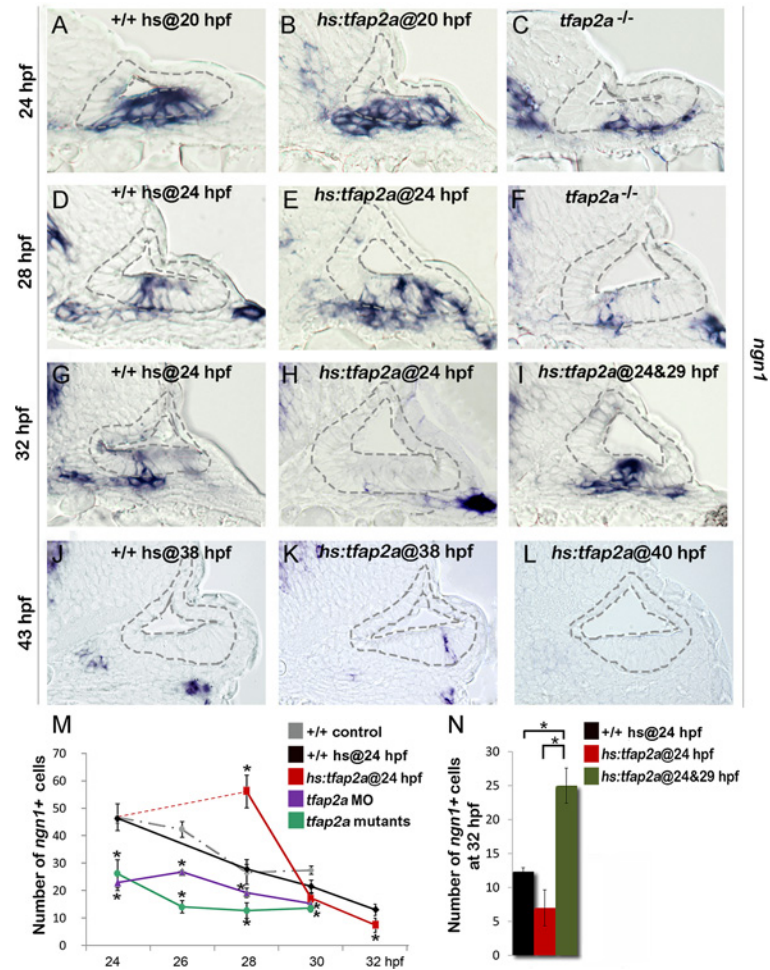 A +/+ hs@20 hpf
B hs:tfap2a@20 hpf
C tfap2a -/-
24 hpf
D +/+ hs@24 hpf
E hs:tfap2a@24 hpf
F tfap2a -/-
28 hpf
ngn1
G +/+ hs@24 hpf
H hs:tfap2a@24 hpf
I hs:tfap2a@24&29 hpf
32 hpf
J +/+ hs@38 hpf
K hs:tfap2a@38 hpf
L hs:tfap2a@40 hpf
43 hpf
M
+/+ control
+/+ hs@24 hpf
hs:tfap2a@24 hpf
tfap2a MO
tfap2a mutants
Number of ngn1+ cells
70
60
50
40
30
20
10
0
24 26 28 30 32 hpf
* * * * * * * * * *
N
+/+ hs@24 hpf
hs:tfap2a@24 hpf
hs:tfap2a@24&29 hpf
Number of ngn1+ cells
at 32 hpf
30
25
20
15
10
5
0
*
*